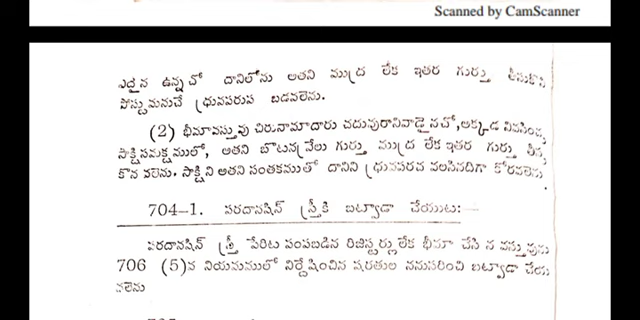 Scanned by CamScanner
ఎదైన ఉన్నచో దానిలోను అతని ముద్ర లేక ఇతర గుర్తు తీసుకొని
పోస్టుమనుచే ధ్రువపరుప బడవలెను.
(2) భీమావస్తువు చిరునామాదారు చదువురానివాడైనచో, అక్కడ నివసించు
సాక్షి సమక్షములో, అతని బొటనవ్రేలు గుర్తు ముద్ర లేక ఇతర గుర్తు తీసు
కొన వలెను. సాక్షిని అతని సంతకముతో దానిని ధ్రువపరచ వలసినదిగా కోరవలెను
704-1. పరదానషిన్ స్త్రీకి బట్వాడా చేయుట:—
పరదానషిన్ స్త్రీ పేరిట పంపబడిన రిజిస్టర్లు లేక భీమా చేసి న వస్తువును
706 (5)న నియమములో నిర్దేషించిన షరతుల ననుసరించి బట్వాడా చేయ
వలెను